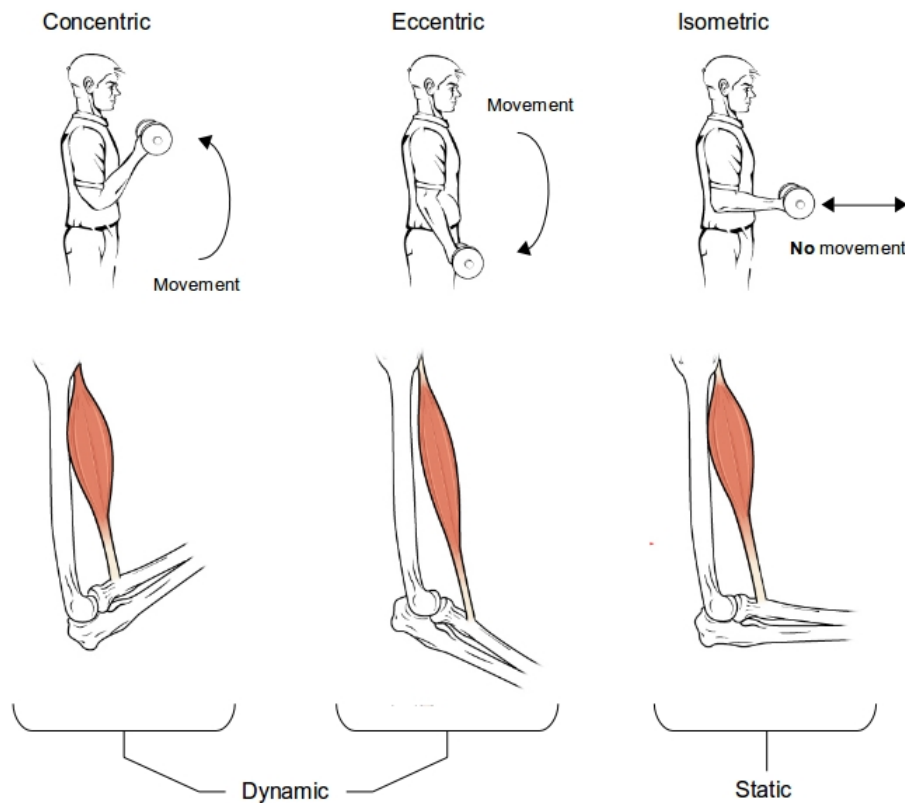 Concentric
Eccentric
Isometric
Movement
Movement
No movement
Dynamic
Static